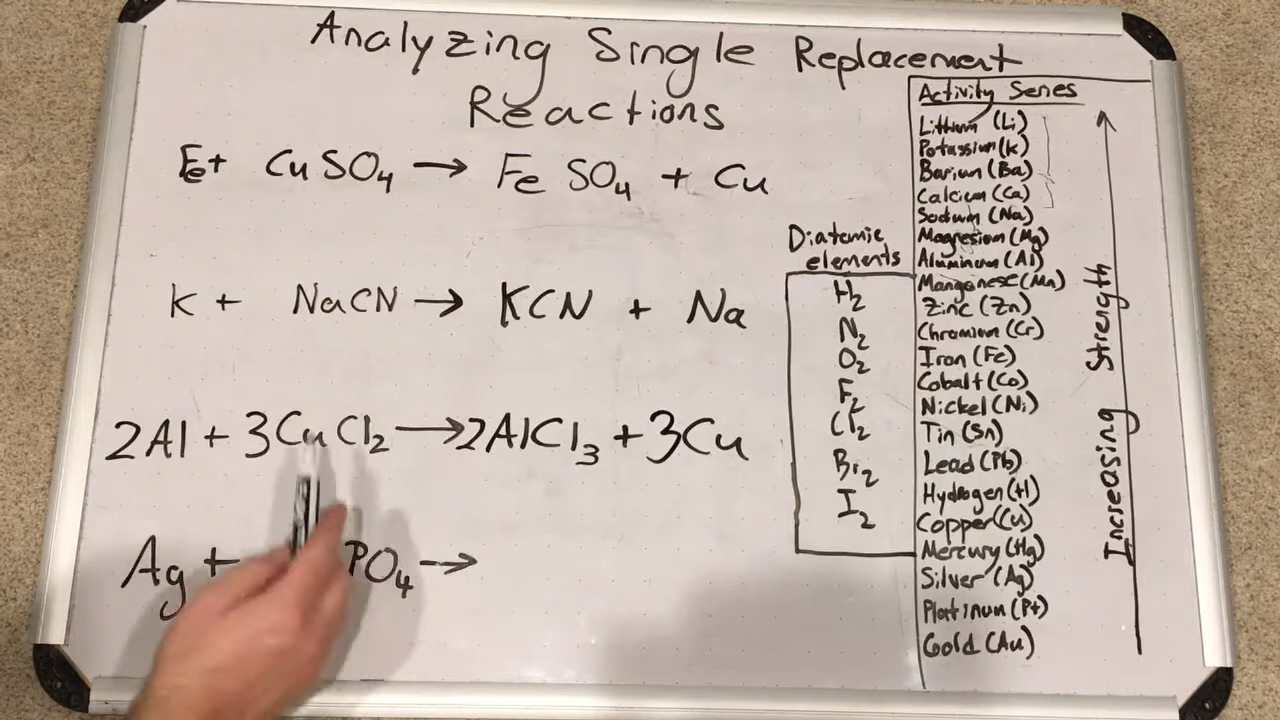 Analyzing Single Replacement
Reactions
Fe+ CuSO4 → FeSO4 + Cu
K + NaCN → KCN + Na
2Al + 3CuCl2 → 2AlCl3 + 3Cu
Ag + PO4 →
Diatomic
elements
H2
N2
O2
F2
Cl2
Br2
I2
Activity Series
Lithium (Li)
Potassium (K)
Barium (Ba)
Calcium (Ca)
Sodium (Na)
Magnesium (Mg)
Aluminum (Al)
Manganese (Mn)
Zinc (Zn)
Chromium (Cr)
Iron (Fe)
Cobalt (Co)
Nickel (Ni)
Tin (Sn)
Lead (Pb)
Hydrogen (H)
Copper (Cu)
Mercury (Hg)
Silver (Ag)
Platinum (Pt)
Gold (Au)
Increasing Strength